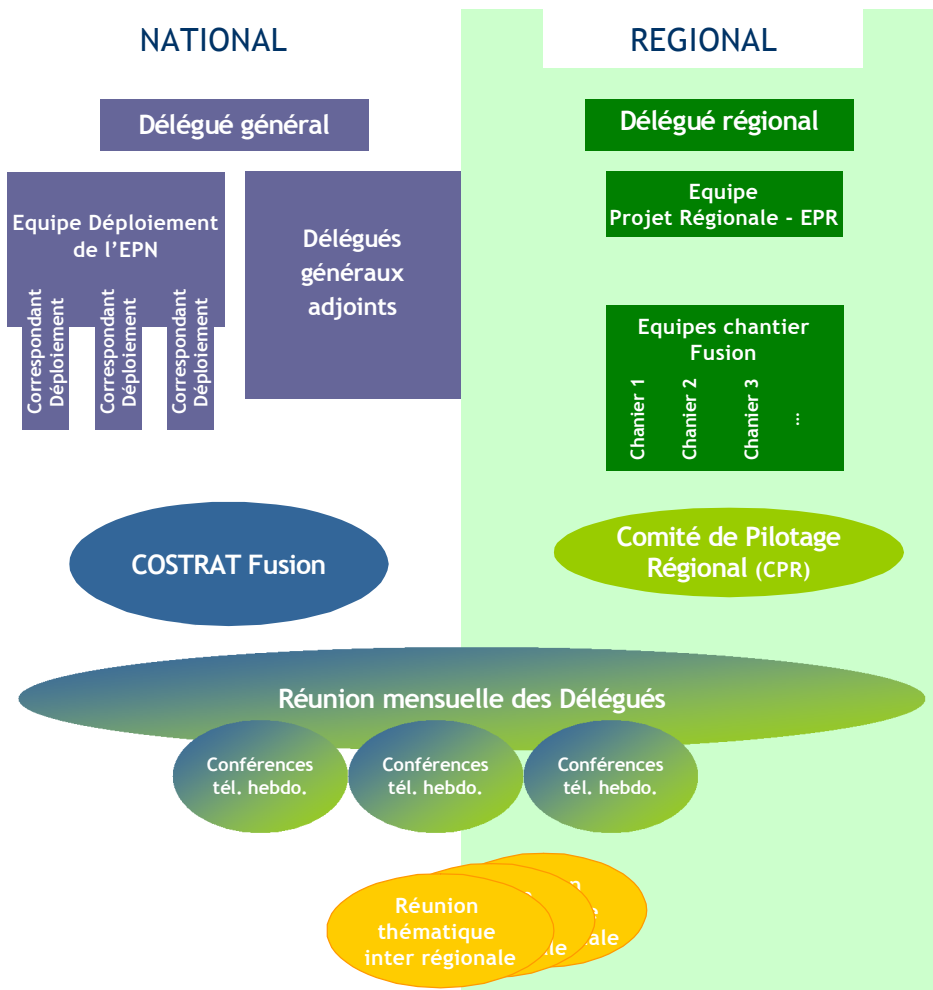 NATIONAL
REGIONAL
Délégué général
Délégué régional
Equipe Déploiement
de l’EPN
Correspondant
Déploiement
Correspondant
Déploiement
Correspondant
Déploiement
Délégués
généraux
adjoints
Equipe
Projet Régionale - EPR
Equipes chantier
Fusion
Chanier 1
Chanier 2
Chanier 3
...
COSTRAT Fusion
Comité de Pilotage
Régional (CPR)
Réunion mensuelle des Délégués
Conférences
tél. hebdo.
Conférences
tél. hebdo.
Conférences
tél. hebdo.
Réunion
thématique
inter régionale